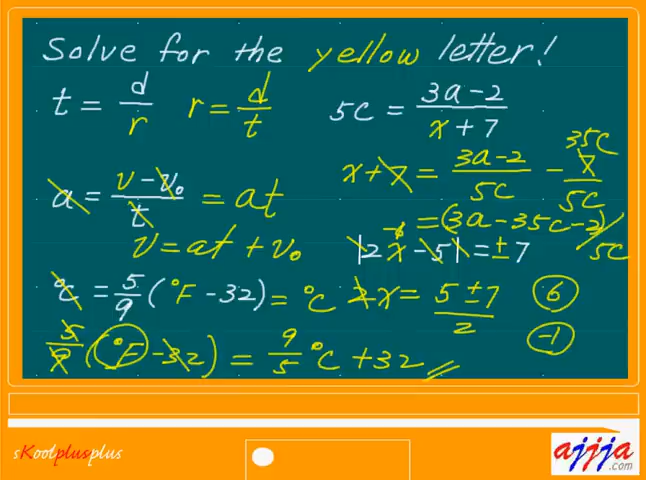 Solve for the yellow letter!
t = d/r r = d/t
5c = (3a-2)/(x+7)
x+7 = (3a-2)/5c - 7 35c/5c
= (3a-35c-2)/5c
a = (v-v₀)/t = at
v = at + v₀
|2x-5| = ±7
°C = 5/9 (°F - 32) = °C
2x = (5±7)/2 6
-1
5/9 (°F - 32) = 9/5 °C + 32
sKoolplusplus
ajjja
.com